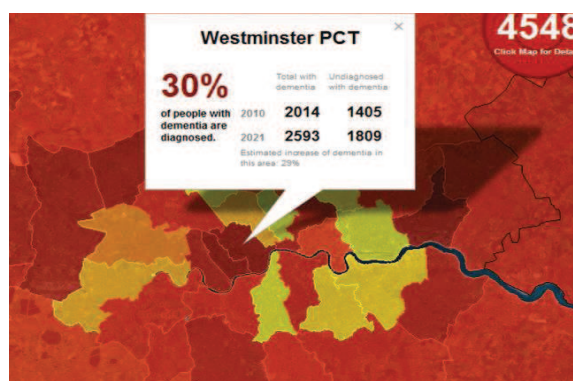 Westminster PCT
×
30%
of people with
dementia are
diagnosed.
Total with
dementia
Undiagnosed
with dementia
2010 2014 1405
2021 2593 1809
Estimated increase of dementia in
this area: 29%
4548
Click Map for Deta